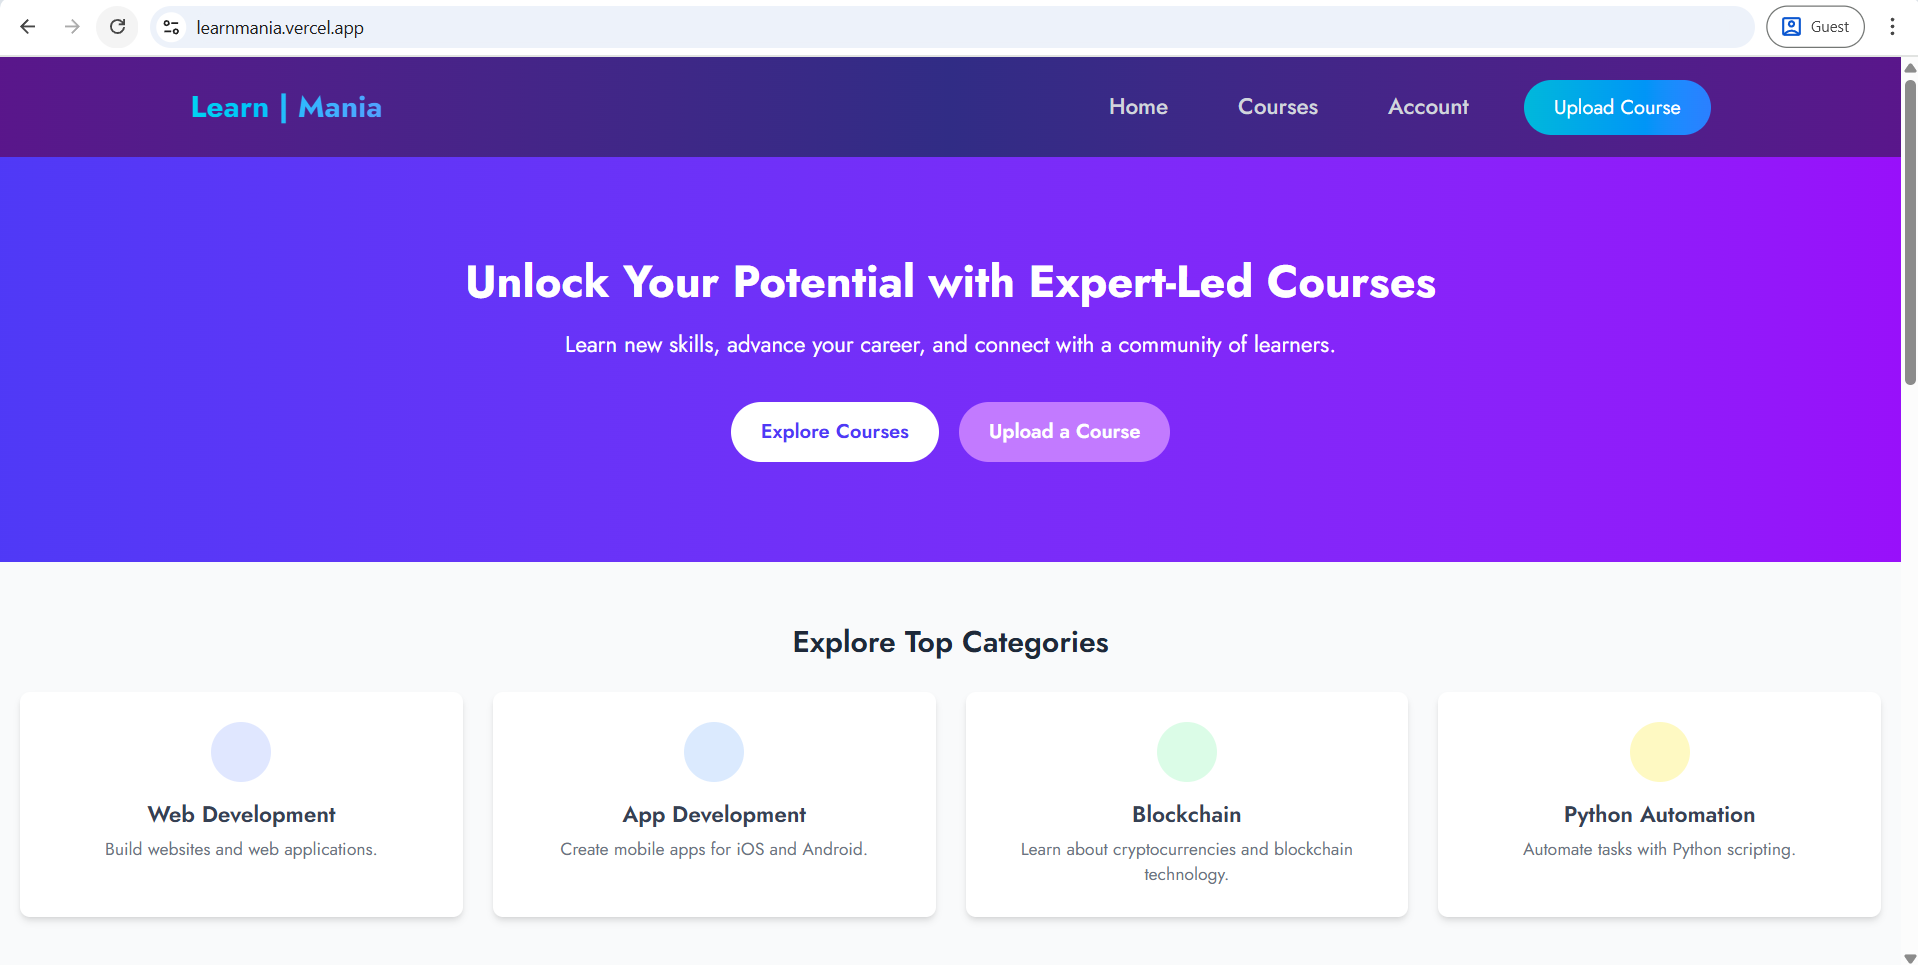 learnmania.vercel.app
Guest
Learn | Mania
Home
Courses
Account
Upload Course
Unlock Your Potential with Expert-Led Courses
Learn new skills, advance your career, and connect with a community of learners.
Explore Courses
Upload a Course
Explore Top Categories
Web Development
Build websites and web applications.
App Development
Create mobile apps for iOS and Android.
Blockchain
Learn about cryptocurrencies and blockchain
technology.
Python Automation
Automate tasks with Python scripting.